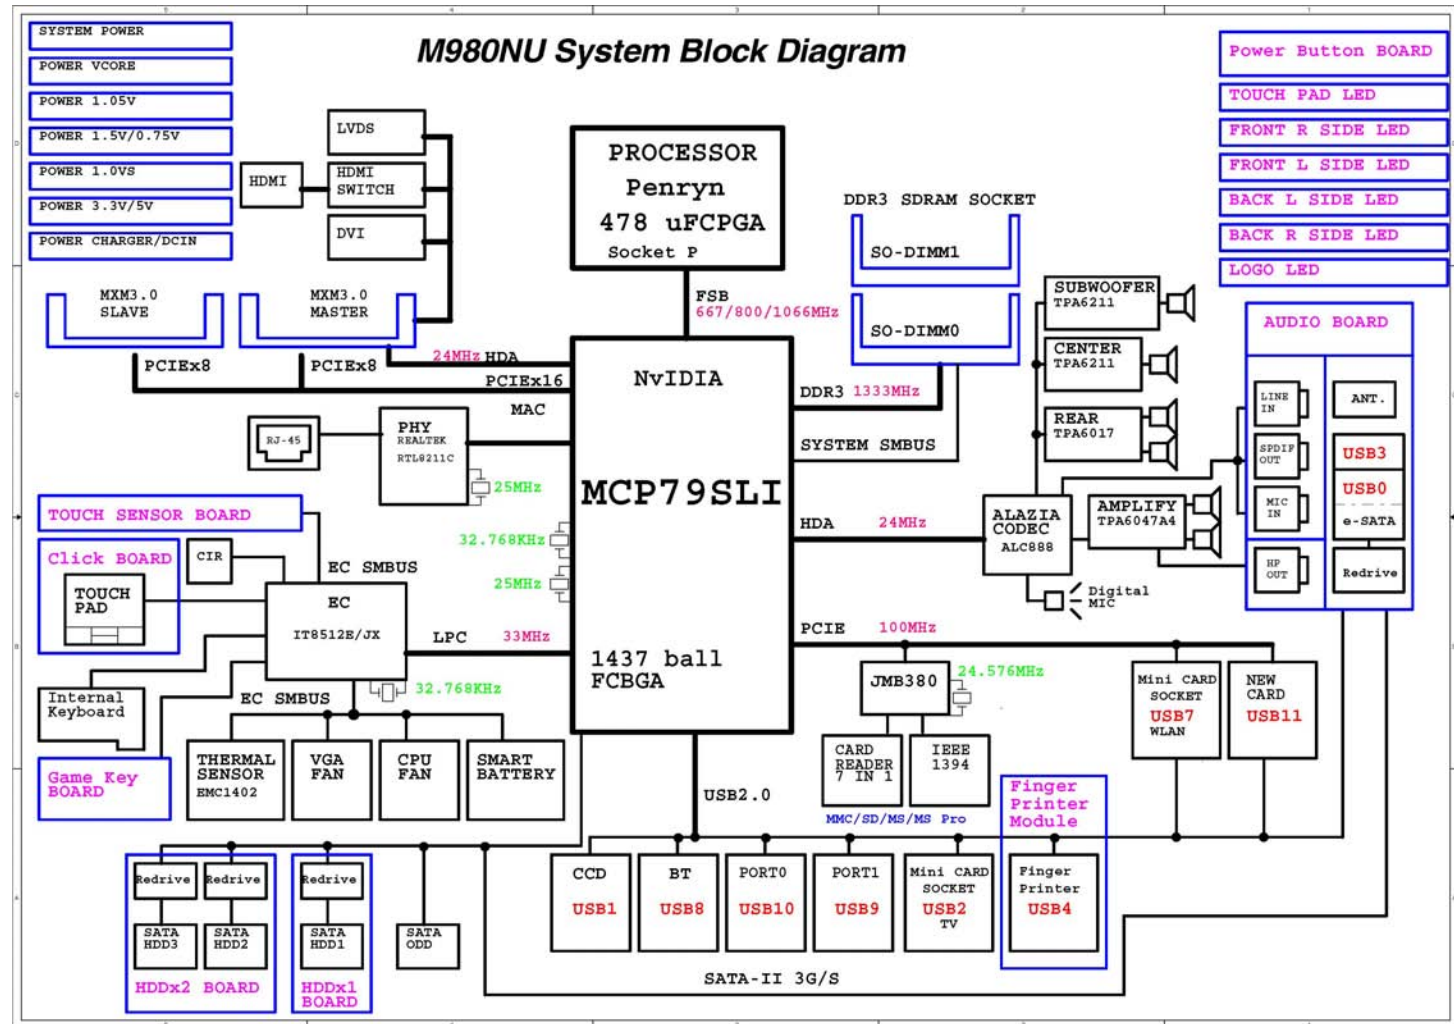 M980NU System Block Diagram
SYSTEM POWER
POWER VCORE
POWER 1.05V
POWER 1.5V/0.75V
POWER 1.0VS
POWER 3.3V/5V
POWER CHARGER/DCIN
LVDS
HDMI
HDMI
SWITCH
DVI
MXM3.0
SLAVE
MXM3.0
MASTER
PCIEx8
PCIEx8
24MHz HDA
PCIEx16
PROCESSOR
Penryn
478 uFCPGA
Socket P
FSB
667/800/1066MHz
DDR3 SDRAM SOCKET
SO-DIMM1
SO-DIMM0
Power Button BOARD
TOUCH PAD LED
FRONT R SIDE LED
FRONT L SIDE LED
BACK L SIDE LED
BACK R SIDE LED
LOGO LED
NvIDIA
MCP79SLI
1437 ball
FCBGA
DDR3 1333MHz
SYSTEM SMBUS
HDA 24MHz
PCIE 100MHz
MAC
RJ-45
PHY
REALTEK
RTL8211C
25MHz
32.768KHz
25MHz
SUBWOOFER
TPA6211
CENTER
TPA6211
REAR
TPA6017
ALAZIA
CODEC
ALC888
AMPLIFY
TPA6047A4
Digital
MIC
AUDIO BOARD
LINE
IN
SPDIF
OUT
MIC
IN
HP
OUT
ANT.
USB3
USB0
e-SATA
Redrive
TOUCH SENSOR BOARD
Click BOARD
TOUCH
PAD
CIR
EC SMBUS
EC
IT8512E/JX
LPC 33MHz
32.768KHz
EC SMBUS
Internal
Keyboard
Game Key
BOARD
THERMAL
SENSOR
EMC1402
VGA
FAN
CPU
FAN
SMART
BATTERY
JMB380
24.576MHz
CARD
READER
7 IN 1
IEEE
1394
MMC/SD/MS/MS Pro
Mini CARD
SOCKET
USB7
WLAN
NEW
CARD
USB11
USB2.0
Finger
Printer
Module
CCD
USB1
BT
USB8
PORT0
USB10
PORT1
USB9
Mini CARD
SOCKET
USB2
TV
Finger
Printer
USB4
Redrive
Redrive
Redrive
SATA
HDD3
SATA
HDD2
SATA
HDD1
SATA
ODD
HDDx2 BOARD
HDDx1
BOARD
SATA-II 3G/S